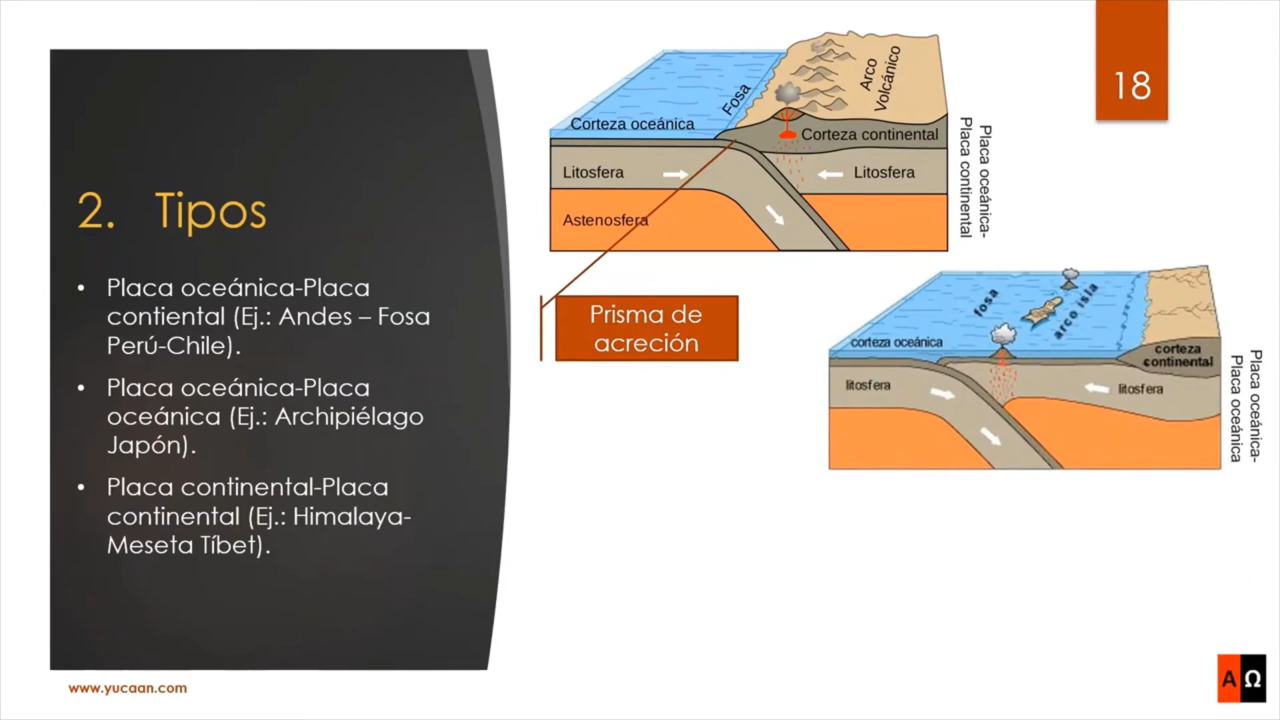 18
2. Tipos
• Placa oceánica-Placa
contiental (Ej.: Andes – Fosa
Perú-Chile).
• Placa oceánica-Placa
oceánica (Ej.: Archipiélago
Japón).
• Placa continental-Placa
continental (Ej.: Himalaya-
Meseta Tíbet).
Fosa
Arco
Volcánico
Corteza oceánica
Corteza continental
Litosfera
Litosfera
Astenosfera
Placa oceánica-
Placa continental
Prisma de
acreción
fosa
arco isla
corteza oceánica
corteza
continental
litosfera
litosfera
Placa oceánica-
Placa oceánica
www.yucaan.com
ΑΩ